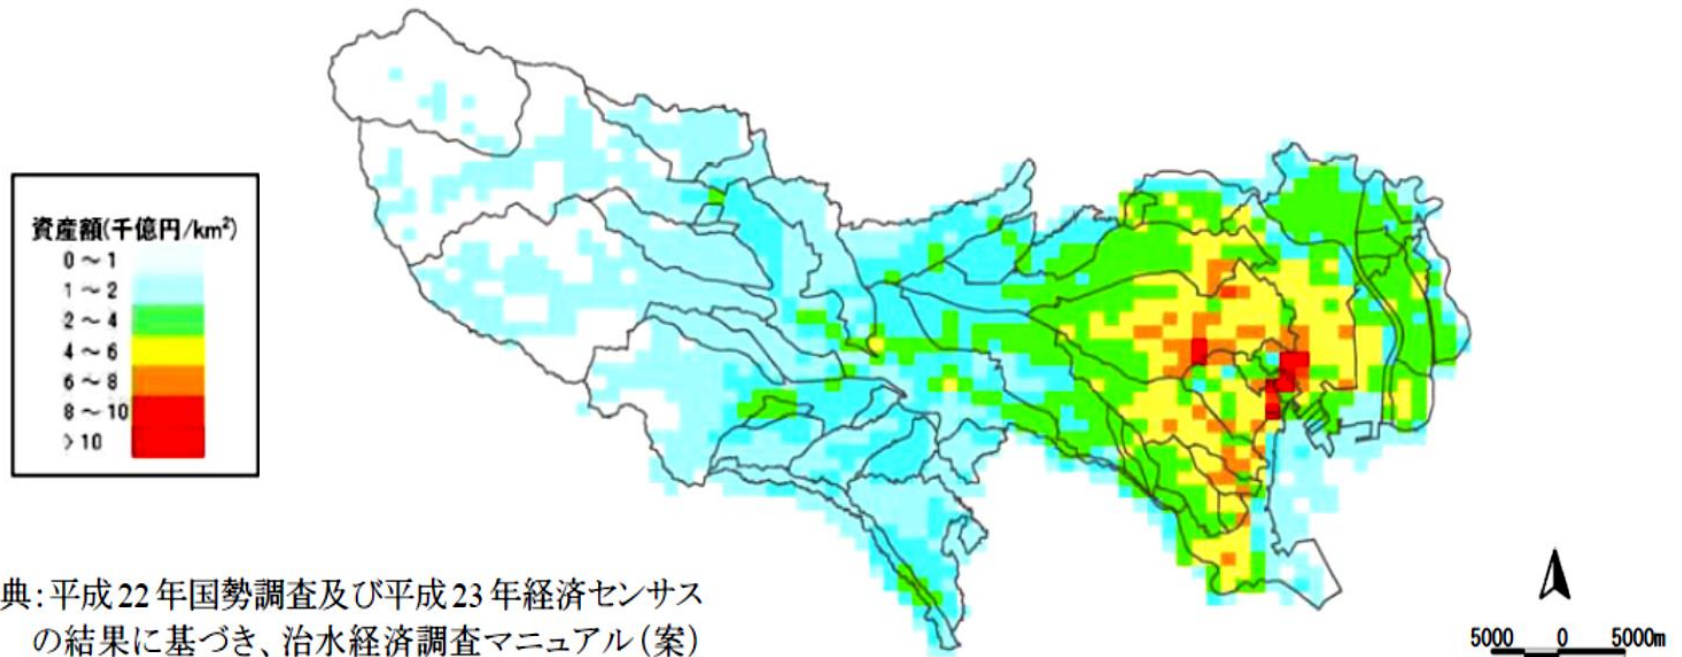 資産額(千億円/km²)
0～1
1～2
2～4
4～6
6～8
8～10
>10
典：平成22年国勢調査及び平成23年経済センサス
の結果に基づき、治水経済調査マニュアル（案）
5000 0 5000m